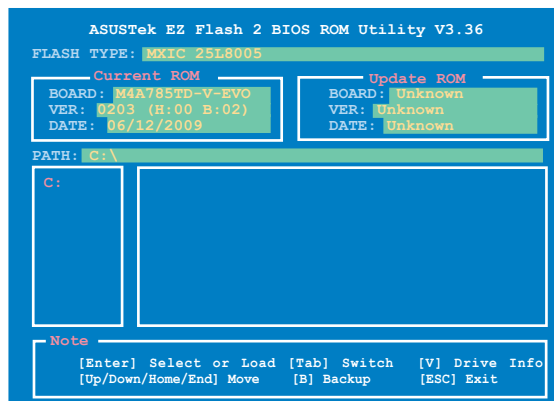 ASUSTek EZ Flash 2 BIOS ROM Utility V3.36
FLASH TYPE: MXIC 25L8005
Current ROM
BOARD: M4A785TD-V-EVO
VER: 0203 (H:00 B:02)
DATE: 06/12/2009
Update ROM
BOARD: Unknown
VER: Unknown
DATE: Unknown
PATH: C:\
C:
Note
[Enter] Select or Load [Tab] Switch [V] Drive Info
[Up/Down/Home/End] Move [B] Backup [ESC] Exit